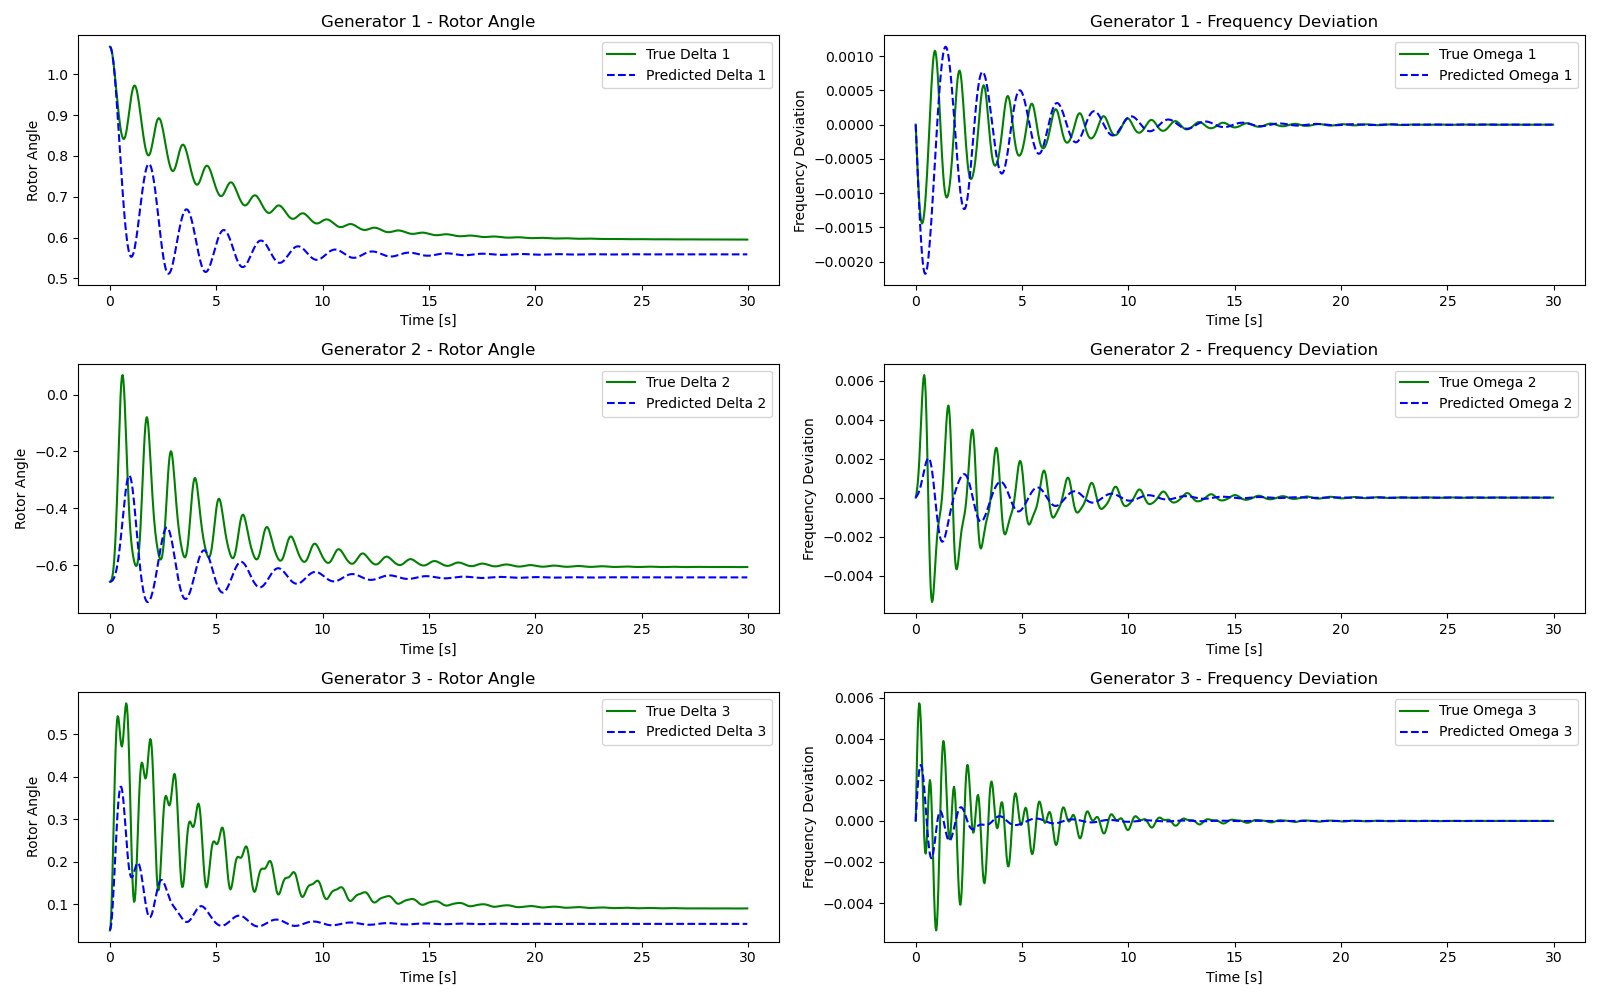 Generator 1 - Rotor Angle
Rotor Angle
1.0
0.9
0.8
0.7
0.6
0.5
True Delta 1
Predicted Delta 1
0 5 10 15 20 25 30
Time [s]
Generator 1 - Frequency Deviation
Frequency Deviation
0.0010
0.0005
0.0000
−0.0005
−0.0010
−0.0015
−0.0020
True Omega 1
Predicted Omega 1
0 5 10 15 20 25 30
Time [s]
Generator 2 - Rotor Angle
Rotor Angle
0.0
−0.2
−0.4
−0.6
True Delta 2
Predicted Delta 2
0 5 10 15 20 25 30
Time [s]
Generator 2 - Frequency Deviation
Frequency Deviation
0.006
0.004
0.002
0.000
−0.002
−0.004
True Omega 2
Predicted Omega 2
0 5 10 15 20 25 30
Time [s]
Generator 3 - Rotor Angle
Rotor Angle
0.5
0.4
0.3
0.2
0.1
True Delta 3
Predicted Delta 3
0 5 10 15 20 25 30
Time [s]
Generator 3 - Frequency Deviation
Frequency Deviation
0.006
0.004
0.002
0.000
−0.002
−0.004
True Omega 3
Predicted Omega 3
0 5 10 15 20 25 30
Time [s]